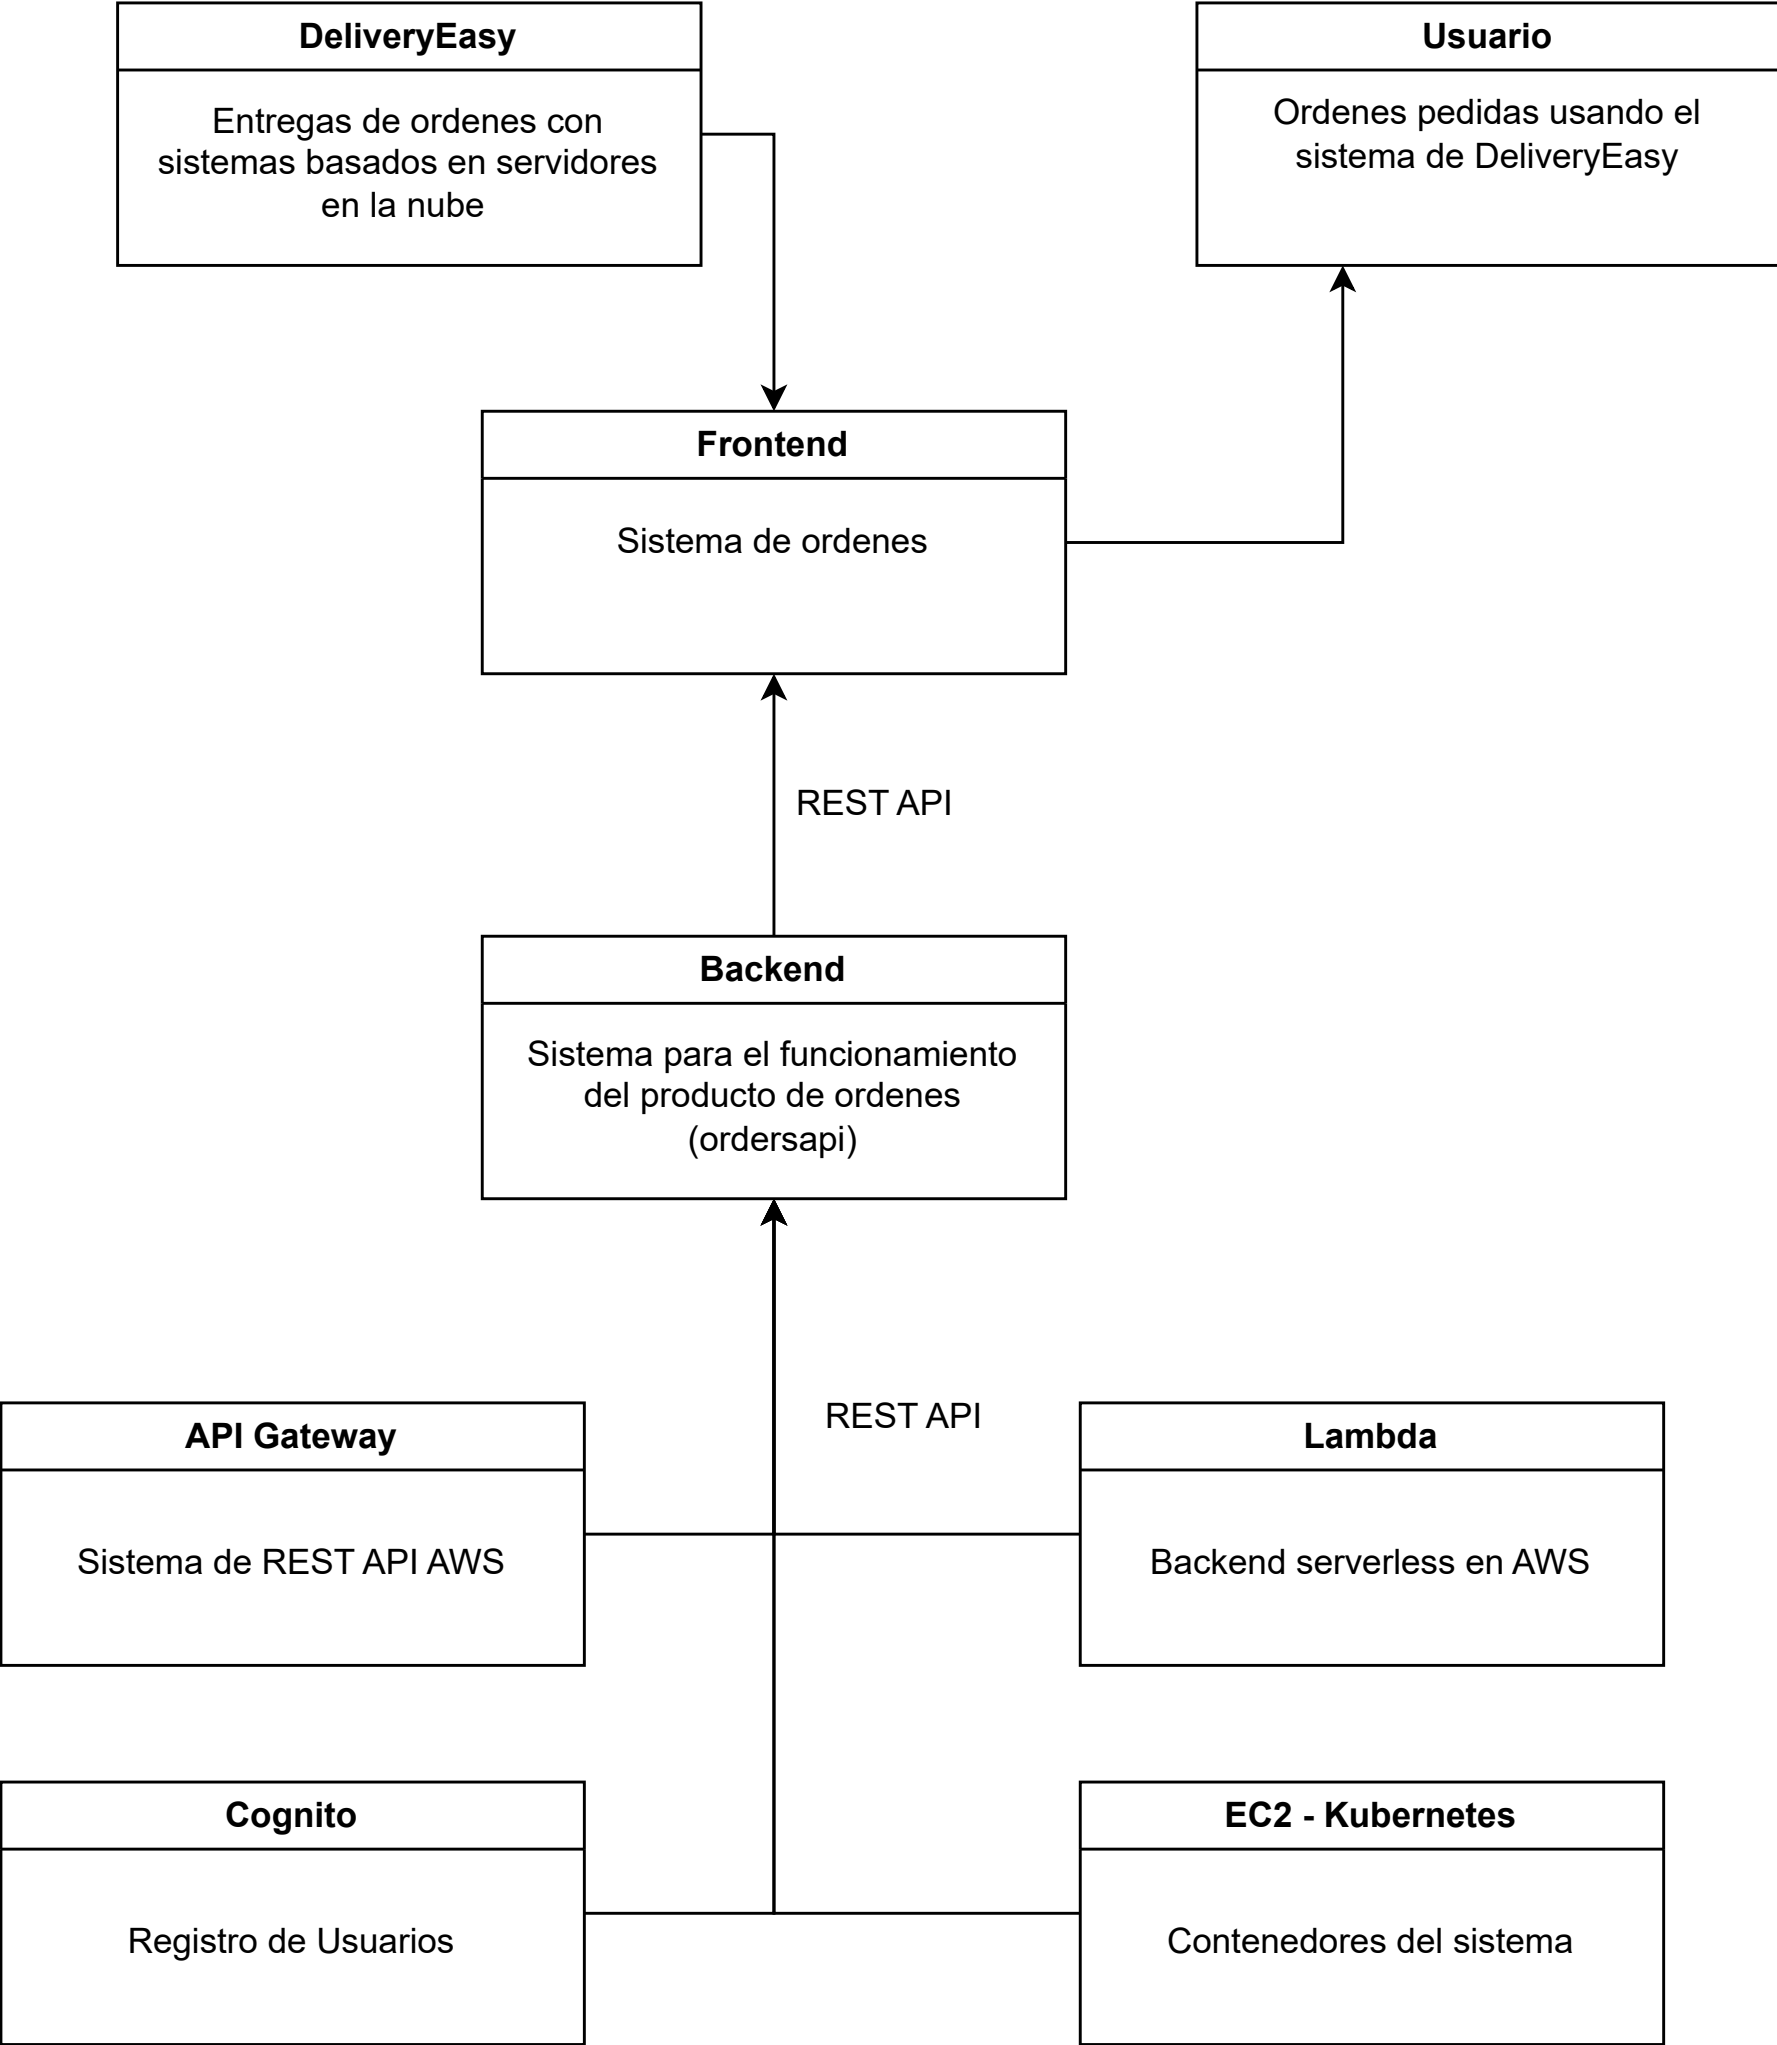 DeliveryEasy
Entregas de ordenes con
sistemas basados en servidores
en la nube
Usuario
Ordenes pedidas usando el
sistema de DeliveryEasy
Frontend
Sistema de ordenes
REST API
Backend
Sistema para el funcionamiento
del producto de ordenes
(ordersapi)
REST API
API Gateway
Sistema de REST API AWS
Lambda
Backend serverless en AWS
Cognito
Registro de Usuarios
EC2 - Kubernetes
Contenedores del sistema